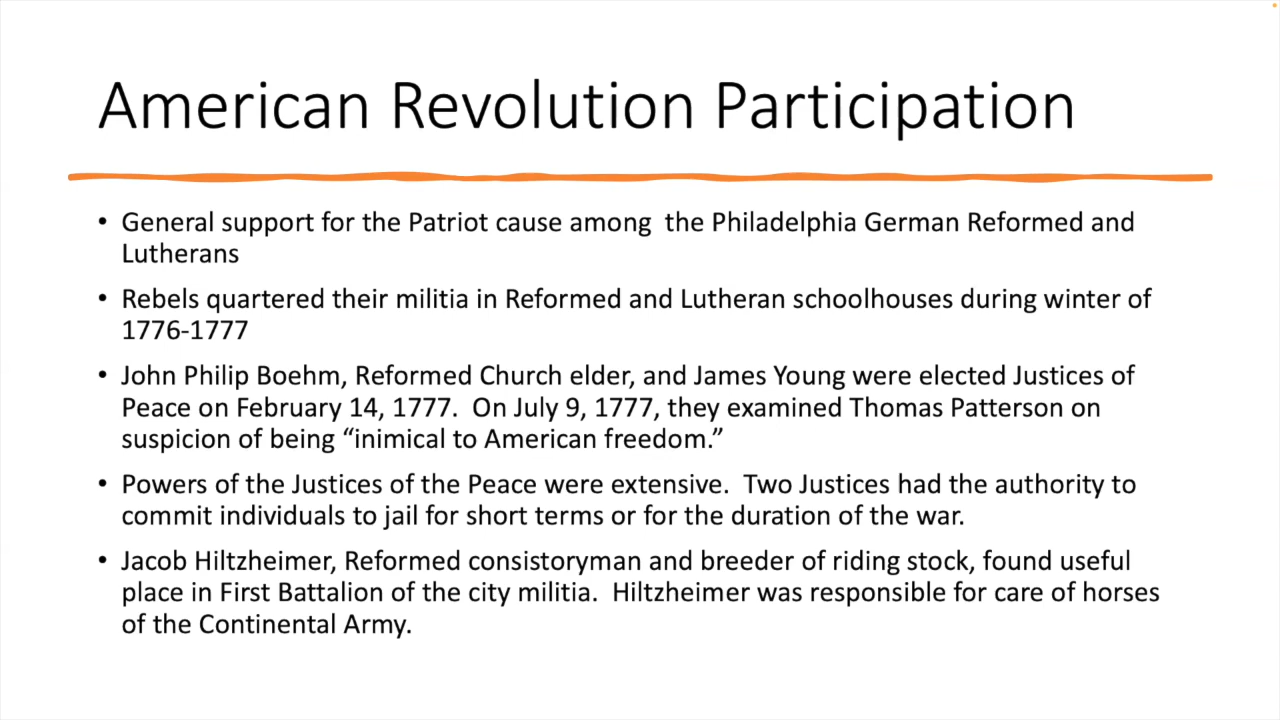 American Revolution Participation
• General support for the Patriot cause among  the Philadelphia German Reformed and
Lutherans
• Rebels quartered their militia in Reformed and Lutheran schoolhouses during winter of
1776-1777
• John Philip Boehm, Reformed Church elder, and James Young were elected Justices of
Peace on February 14, 1777.  On July 9, 1777, they examined Thomas Patterson on
suspicion of being “inimical to American freedom.”
• Powers of the Justices of the Peace were extensive.  Two Justices had the authority to
commit individuals to jail for short terms or for the duration of the war.
• Jacob Hiltzheimer, Reformed consistoryman and breeder of riding stock, found useful
place in First Battalion of the city militia.  Hiltzheimer was responsible for care of horses
of the Continental Army.